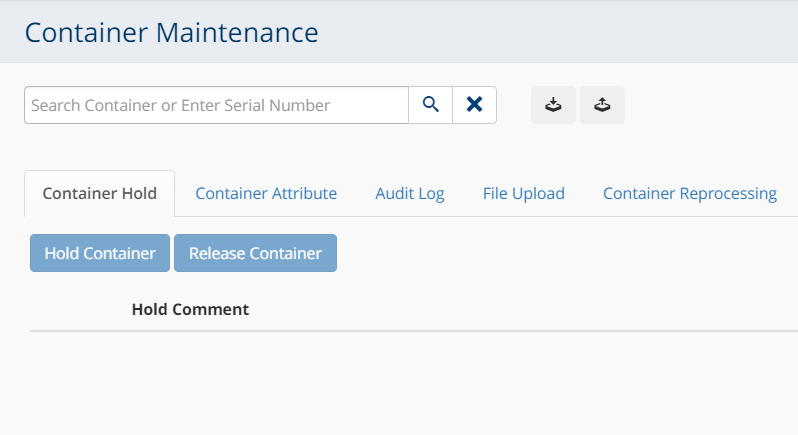 Container Maintenance
Search Container or Enter Serial Number
Container Hold Container Attribute Audit Log File Upload Container Reprocessing
Hold Container Release Container
Hold Comment